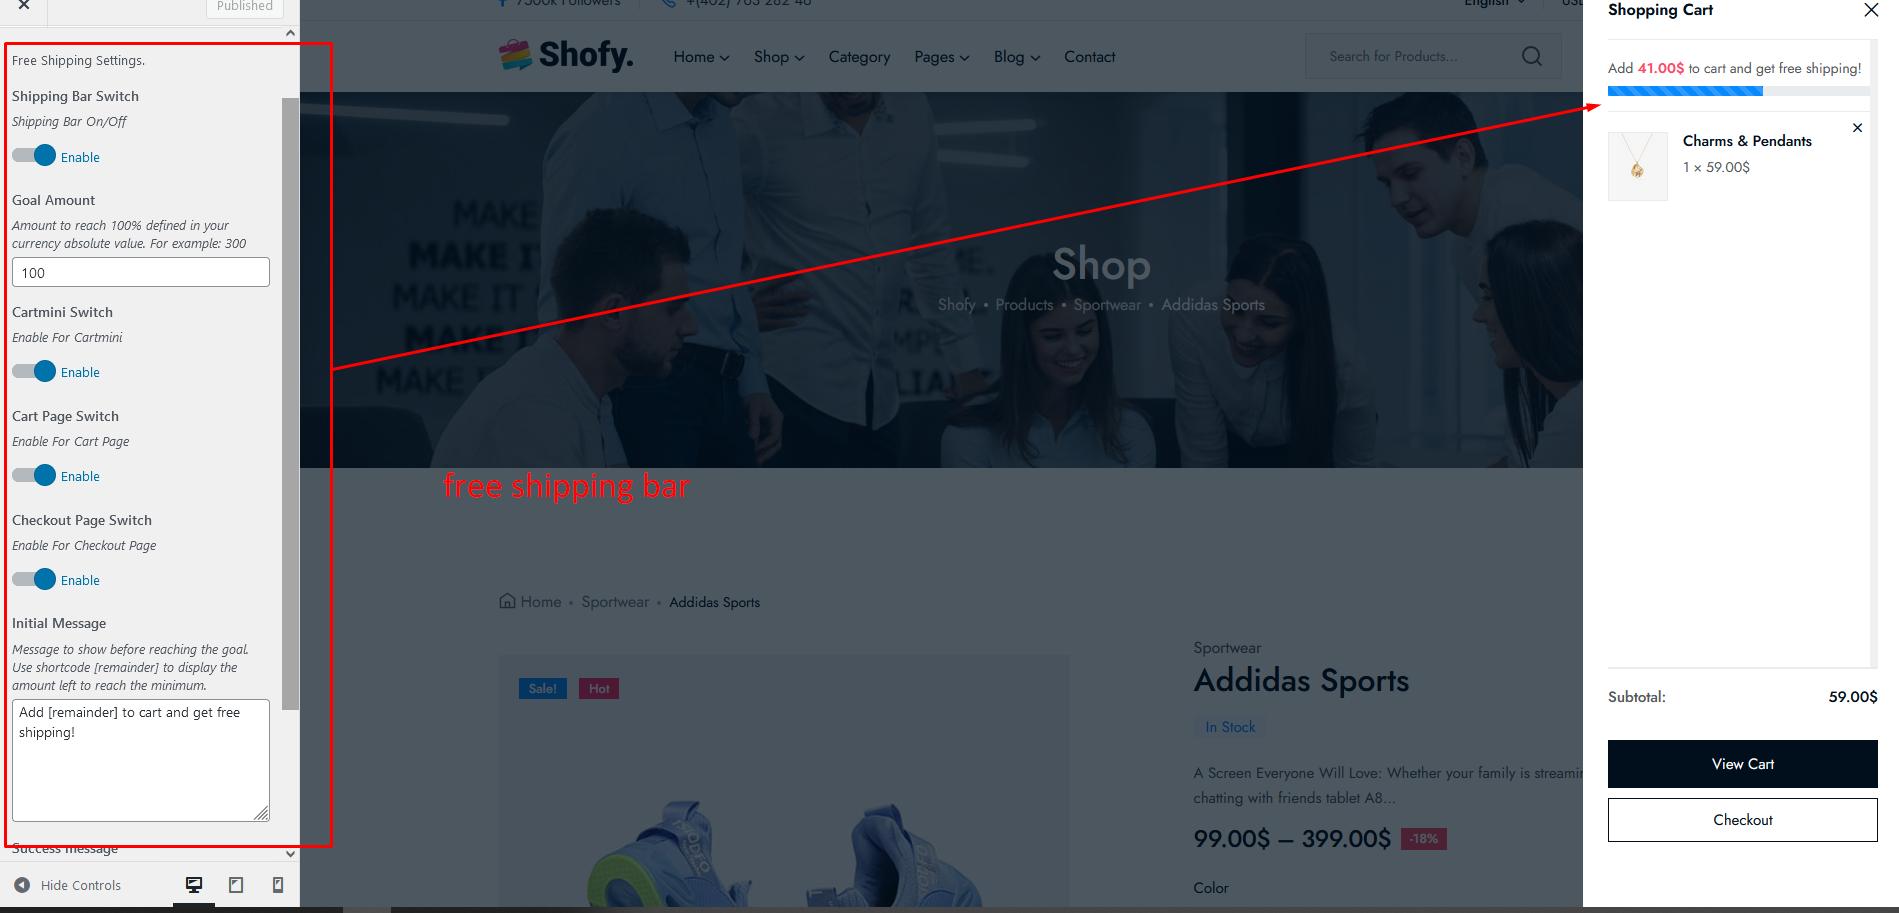 Published
7500k Followers
+(402) 763 282 46
English
Shopping Cart
Free Shipping Settings.
Shipping Bar Switch
Shipping Bar On/Off
Enable
Goal Amount
Amount to reach 100% defined in your
currency absolute value. For example: 300
100
Cartmini Switch
Enable For Cartmini
Enable
Cart Page Switch
Enable For Cart Page
Enable
Checkout Page Switch
Enable For Checkout Page
Enable
Initial Message
Message to show before reaching the goal.
Use shortcode [remainder] to display the
amount left to reach the minimum.
Add [remainder] to cart and get free
shipping!
Success message
Hide Controls
Shofy.
Home Shop Category Pages Blog Contact
Search for Products...
MAKE
MAKE IT
MAKE IT
MAKE
MAKE
Shop
Shofy • Products • Sportwear • Addidas Sports
free shipping bar
Home • Sportwear • Addidas Sports
Sale! Hot
Sportwear
Addidas Sports
In Stock
A Screen Everyone Will Love: Whether your family is
chatting with friends tablet A8...
99.00$ – 399.00$ -18%
Color
Add 41.00$ to cart and get free shipping!
Charms & Pendants
1 × 59.00$
Subtotal: 59.00$
View Cart
Checkout